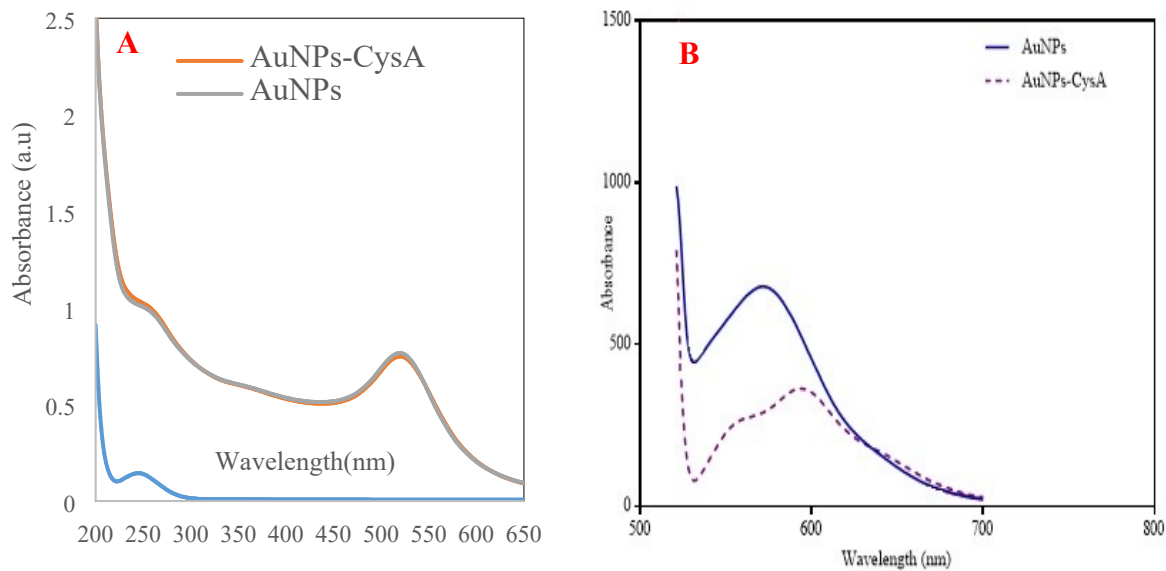 A
AuNPs-CysA
AuNPs
Absorbance (a.u)
2.5
2
1.5
1
0.5
0
Wavelength(nm)
200 250 300 350 400 450 500 550 600 650
B
AuNPs
AuNPs-CysA
Absorbance
1500
1000
500
0
500 600 700 800
Wavelength (nm)